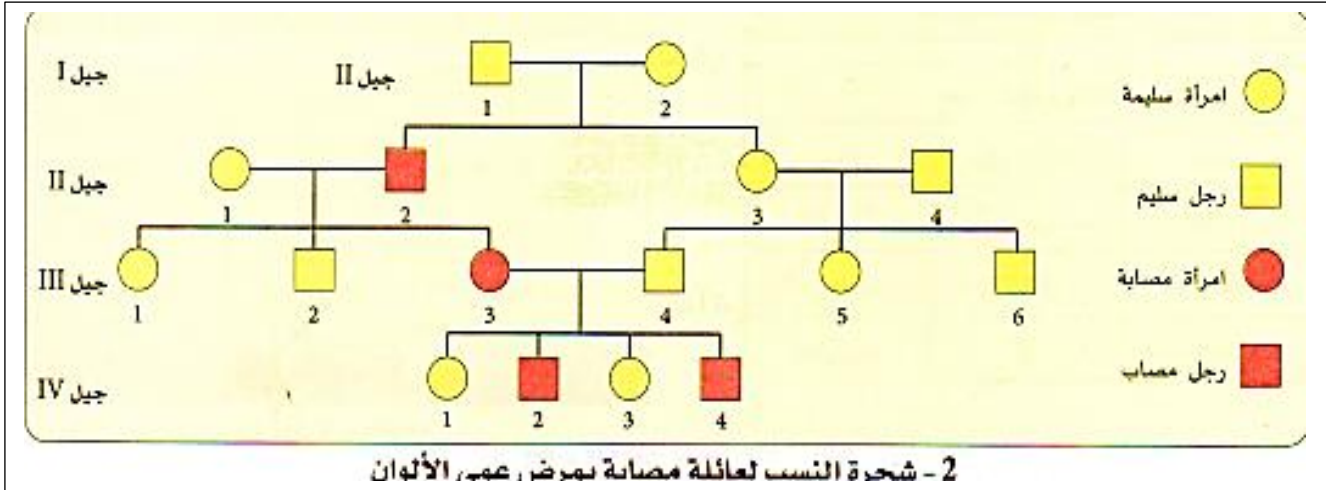 جيل I
جيل II
1 2
امرأة سليمة
جيل II
1 2 3 4
رجل سليم
جيل III
1 2 3 4 5 6
امرأة مصابة
جيل IV
1 2 3 4
رجل مصاب
2 - شجرة النسب لعائلة مصابة بمرض عمى الألوان